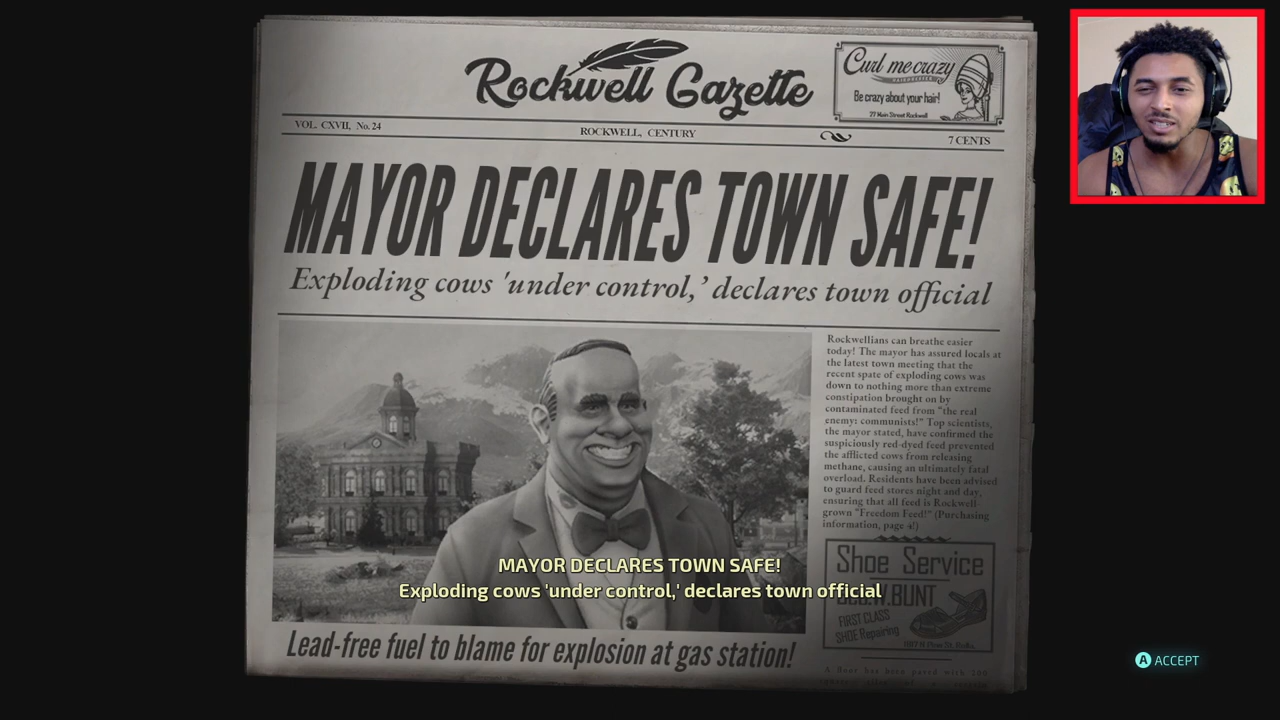 Rockwell Gazette
Curl me crazy
Be crazy about your hair!
27 Main Street Rockwell
VOL. CXVII, No. 24
ROCKWELL, CENTURY
7 CENTS
MAYOR DECLARES TOWN SAFE!
Exploding cows 'under control,' declares town official
Rockwellians can breathe easier
today! The mayor has assured locals at
the latest town meeting that the
recent spate of exploding cows was
down to nothing more than extreme
constipation brought on by
contaminated feed from "the real
enemy: communists!" Top scientists,
the mayor stated, have confirmed the
suspiciously red-dyed feed prevented
the afflicted cows from releasing
methane, causing an ultimately fatal
overload. Residents have been advised
to guard feed stores night and day,
ensuring that all feed is Rockwell-
grown "Freedom Feed!" (Purchasing
information, page 4!)
Shoe Service
W.BUNT
FIRST CLASS
SHOE Repairing
MAYOR DECLARES TOWN SAFE!
Exploding cows 'under control,' declares town official
Lead-free fuel to blame for explosion at gas station!
A ACCEPT